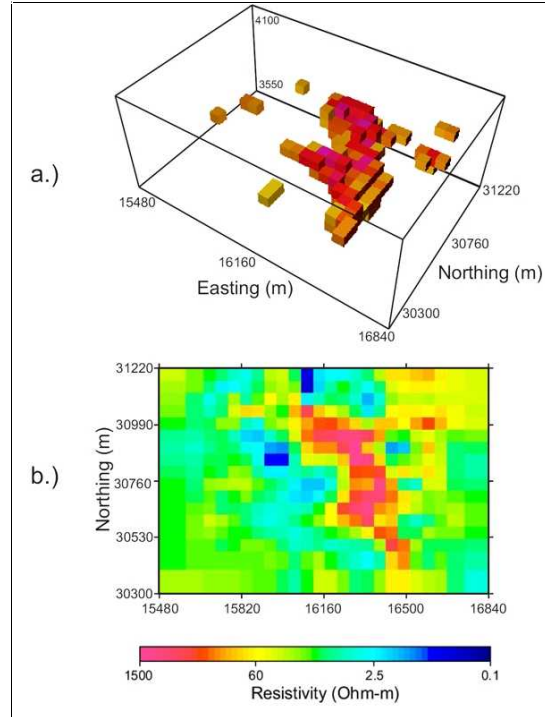 a.)
4100
3550
15480
16160
16840
Easting (m)
31220
30760
30300
Northing (m)
b.)
Northing (m)
31220
30990
30760
30530
30300
15480 15820 16160 16500 16840
1500 60 2.5 0.1
Resistivity (Ohm-m)